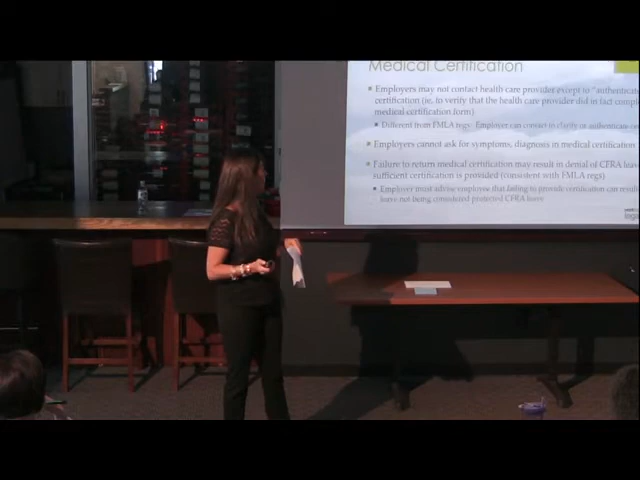 Medical Certification
Employers may not contact health care provider except to "authenticate
certification (ie, to verify that the health care provider did in fact
medical certification form)
Different from FMLA regs: Employer can contact to clarify or authenticate
Employers cannot ask for symptoms, diagnosis in medical certification
Failure to return medical certification may result in denial of CFRA
sufficient certification is provided (consistent with FMLA regs)
Employer must advise employee that failing to provide certification can result
leave not being considered protected CFRA leave